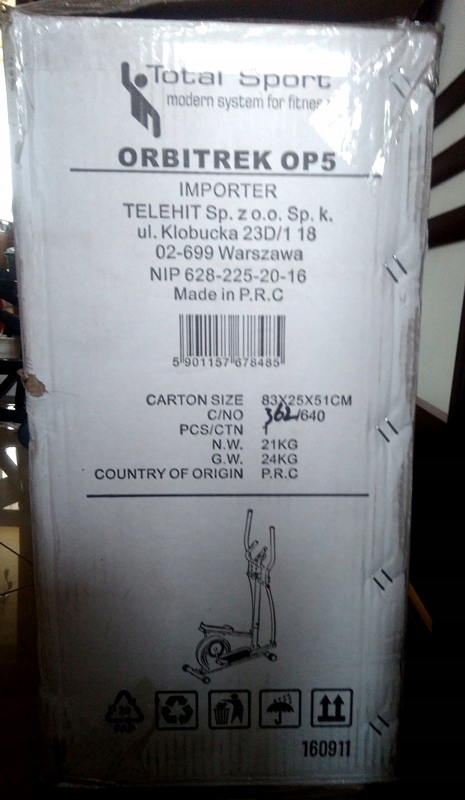 Total Sport
modern system for fitness
ORBITREK OP5
IMPORTER
TELEHIT Sp. z o.o. Sp. k.
ul. Klobucka 23D/1 18
02-699 Warszawa
NIP 628-225-20-16
Made in P.R.C
5 901157 678485
CARTON SIZE 83X25X51CM
C/NO 362/640
PCS/CTN 1
N.W. 21KG
G.W. 24KG
COUNTRY OF ORIGIN P.R.C
160911